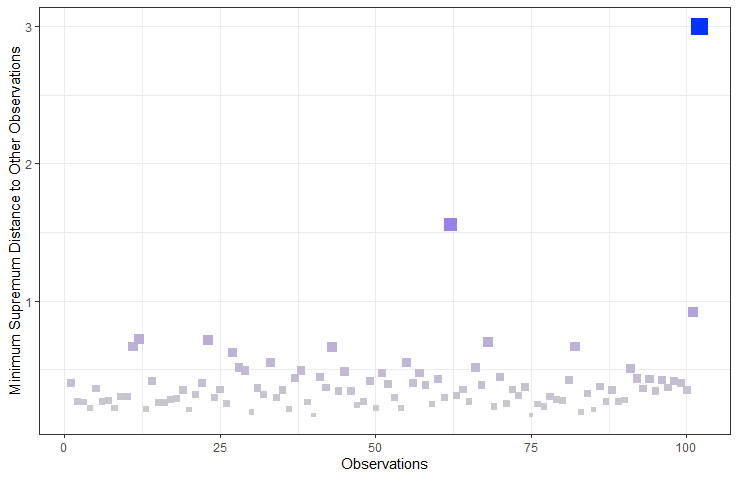 Minimum Supremum Distance to Other Observations
3
2
1
0 25 50 75 100
Observations